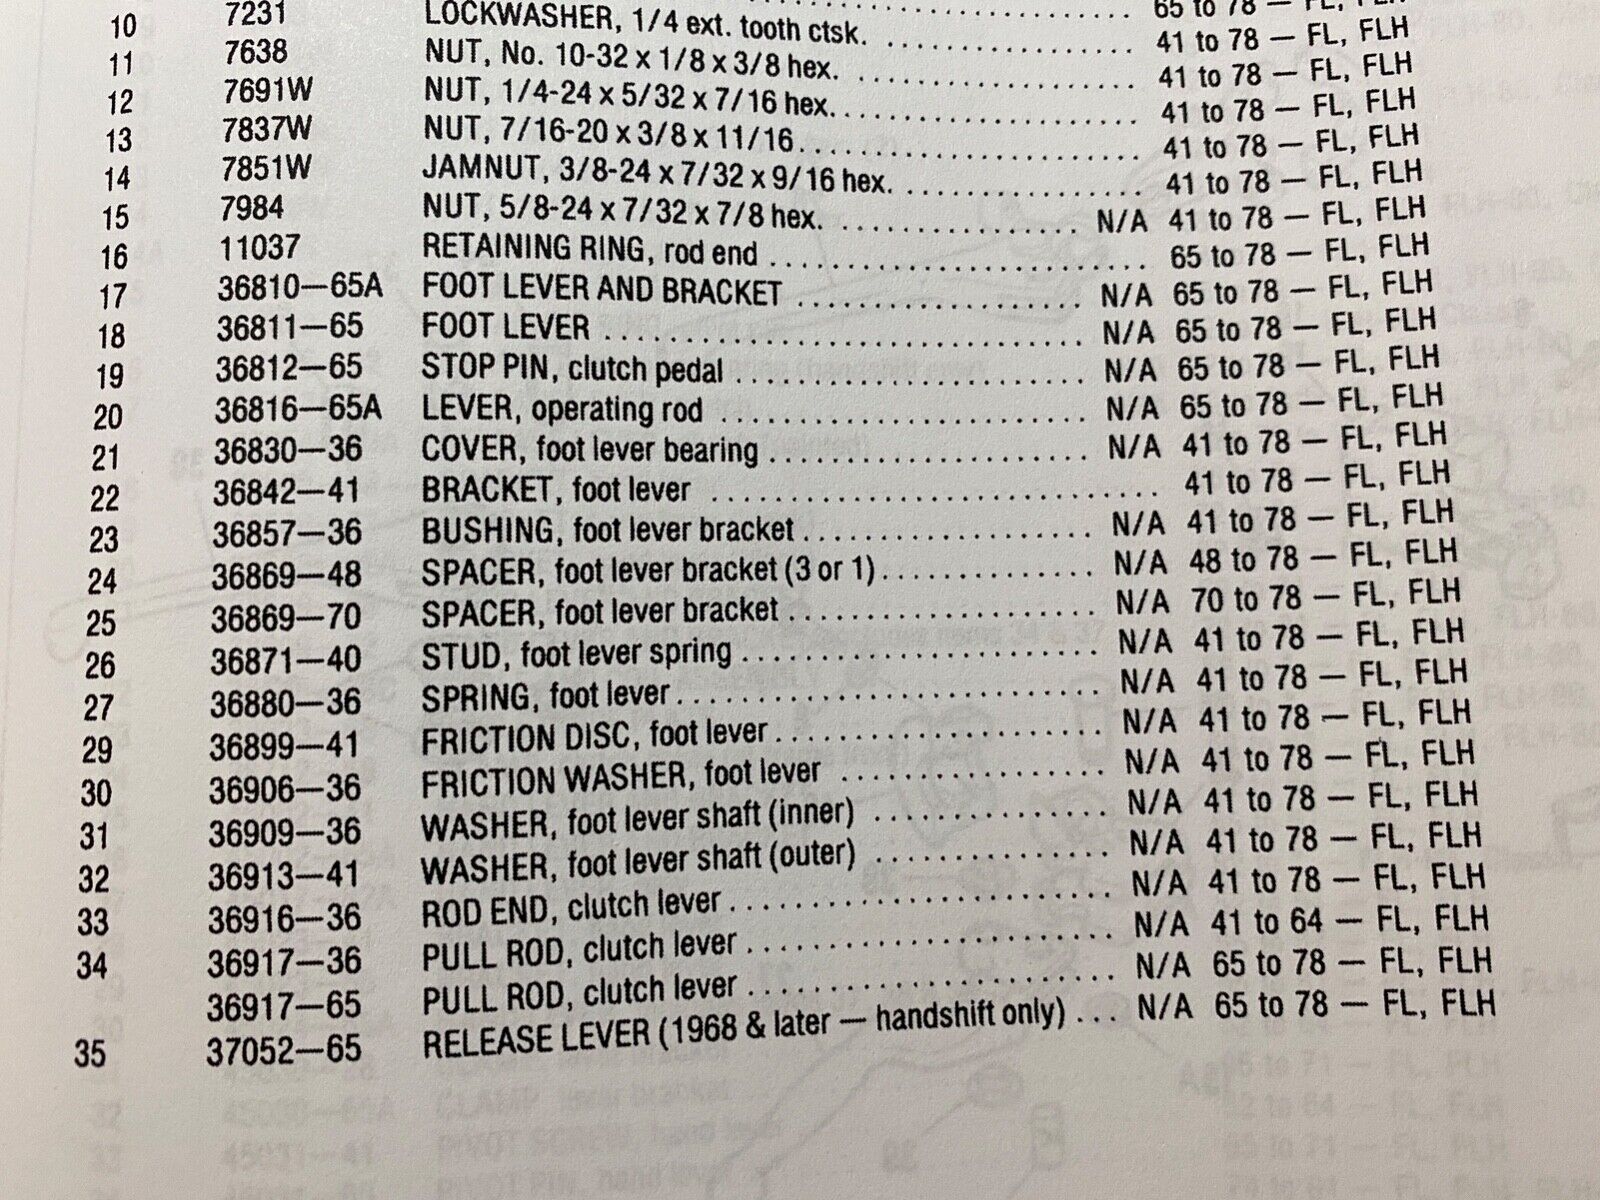 65 to 78 — FL, FLH
10 7231 LOCKWASHER, 1/4 ext. tooth ctsk. .................. 41 to 78 — FL, FLH
11 7638 NUT, No. 10-32 x 1/8 x 3/8 hex. .................... 41 to 78 — FL, FLH
12 7691W NUT, 1/4-24 x 5/32 x 7/16 hex. .................... 41 to 78 — FL, FLH
13 7837W NUT, 7/16-20 x 3/8 x 11/16 ........................ 41 to 78 — FL, FLH
14 7851W JAMNUT, 3/8-24 x 7/32 x 9/16 hex. ................. 41 to 78 — FL, FLH
15 7984 NUT, 5/8-24 x 7/32 x 7/8 hex. ................. N/A 41 to 78 — FL, FLH
16 11037 RETAINING RING, rod end ........................... 65 to 78 — FL, FLH
17 36810—65A FOOT LEVER AND BRACKET .................... N/A 65 to 78 — FL, FLH
18 36811—65 FOOT LEVER ................................. N/A 65 to 78 — FL, FLH
19 36812—65 STOP PIN, clutch pedal ........................ N/A 65 to 78 — FL, FLH
20 36816—65A LEVER, operating rod ......................... N/A 65 to 78 — FL, FLH
21 36830—36 COVER, foot lever bearing ...................... N/A 41 to 78 — FL, FLH
22 36842—41 BRACKET, foot lever ................................ 41 to 78 — FL, FLH
23 36857—36 BUSHING, foot lever bracket .................... N/A 41 to 78 — FL, FLH
24 36869—48 SPACER, foot lever bracket (3 or 1) ............... N/A 48 to 78 — FL, FLH
25 36869—70 SPACER, foot lever bracket ..................... N/A 70 to 78 — FL, FLH
26 36871—40 STUD, foot lever spring ........................ N/A 41 to 78 — FL, FLH
27 36880—36 SPRING, foot lever ............................. N/A 41 to 78 — FL, FLH
29 36899—41 FRICTION DISC, foot lever ....................... N/A 41 to 78 — FL, FLH
30 36906—36 FRICTION WASHER, foot lever .................. N/A 41 to 78 — FL, FLH
31 36909—36 WASHER, foot lever shaft (inner) ................ N/A 41 to 78 — FL, FLH
32 36913—41 WASHER, foot lever shaft (outer) ................ N/A 41 to 78 — FL, FLH
33 36916—36 ROD END, clutch lever .......................... N/A 41 to 78 — FL, FLH
34 36917—36 PULL ROD, clutch lever ......................... N/A 41 to 64 — FL, FLH
36917—65 PULL ROD, clutch lever ......................... N/A 65 to 78 — FL, FLH
35 37052—65 RELEASE LEVER (1968 & later — handshift only) ... N/A 65 to 78 — FL, FLH